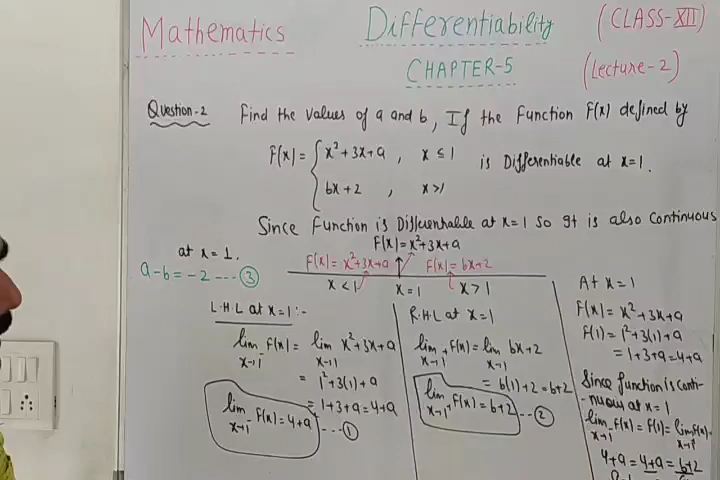 Mathematics Differentiability (CLASS-XII)
CHAPTER-5 (Lecture-2)
Question-2 Find the values of a and b, If the Function F(x) defined by
F(x) = { x²+3x+a , x ≤ 1
bx+2 , x>1
is Differentiable at x=1.
Since Function is Differentiable at x=1 so It is also Continuous
at x=1.
F(x)=x²+3x+a
a-b=-2 ---- ③
F(x)=x²+3x+a F(x)=bx+2
x<1 x=1 x>1
L.H.L at x=1:-
lim x→1⁻ F(x)= lim x→1 x²+3x+a
= 1²+3(1)+a
= 1+3+a=4+a
lim x→1⁻ F(x)=4+a ----①
R.H.L at x=1
lim x→1⁺ F(x)= lim x→1 bx+2
= b(1)+2=b+2
lim x→1⁺ F(x)=b+2 ---②
At x=1
F(x)=x²+3x+a
F(1)=1²+3(1)+a
=1+3+a=4+a
Since function is conti-
-nuous at x=1
lim x→1⁻ F(x)=F(1)=lim x→1⁺ F(x)
4+a=4+a=b+2